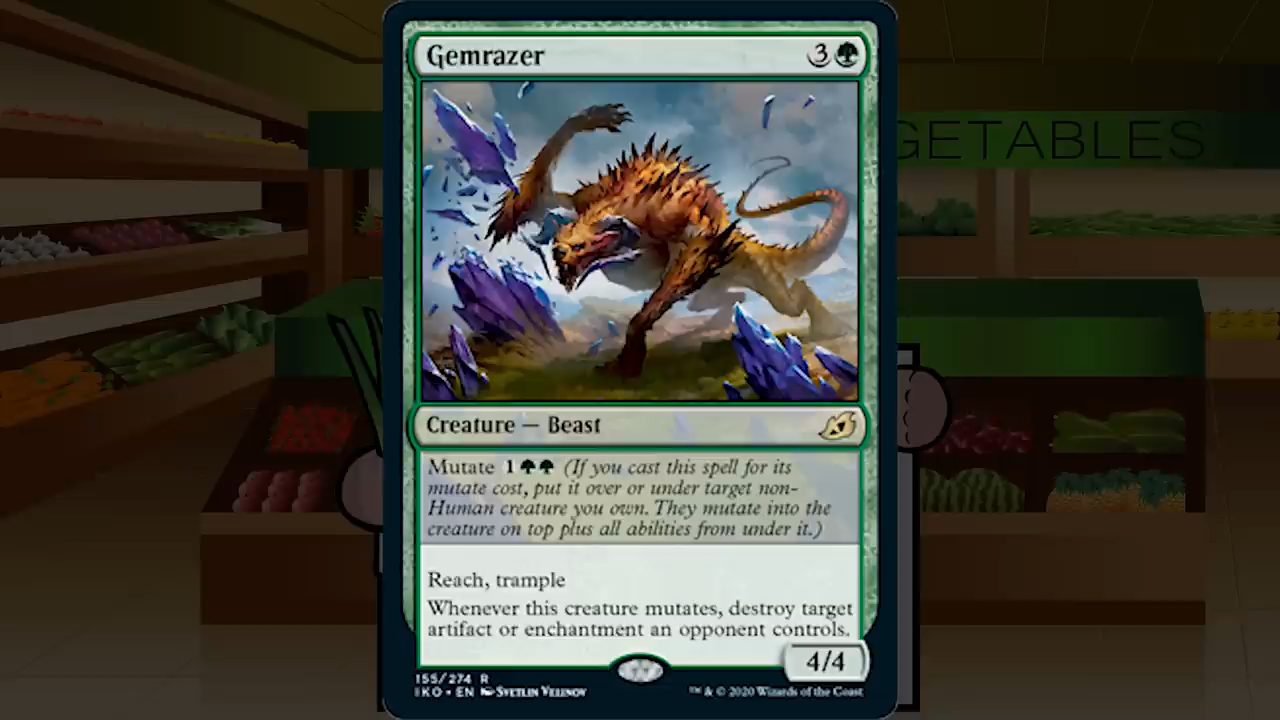 Gemrazer 3
GETABLES
Creature — Beast
Mutate 1 (If you cast this spell for its
mutate cost, put it over or under target non-
Human creature you own. They mutate into the
creature on top plus all abilities from under it.)
Reach, trample
Whenever this creature mutates, destroy target
artifact or enchantment an opponent controls.
4/4
155/274 R
IKO • EN Svetlin Velinov
™ & © 2020 Wizards of the Coast